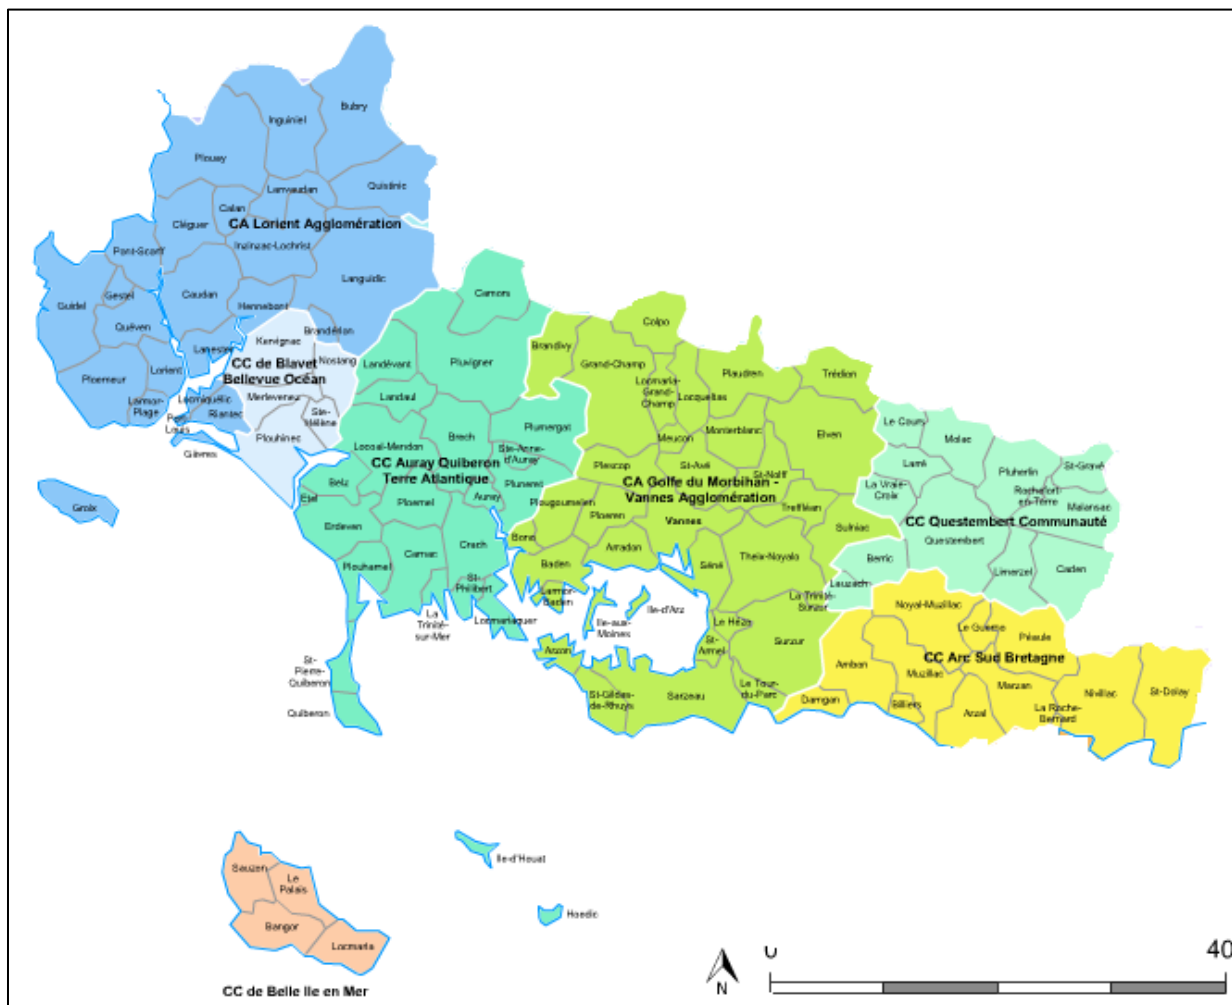 Bubry
Inguiniel
Plouay
Quistinic
Lanvaudan
Calan
Cléguer
CA Lorient Agglomération
Inzinzac-Lochrist
Pont-Scorff
Languidic
Camors
Gestel
Caudan
Guidel
Hennebont
Quéven
Brandérion
Colpo
Kervignac
Lanester
Nostang
Brandivy
CC de Blavet
Bellevue Océan
Landévant
Pluvigner
Grand-Champ
Plaudren
Trédion
Lorient
Ploemeur
Locmaria-
Grand-
Champ
Locqueltas
Larmor-
Plage
Locmiquélic
Riantec
Port-
Louis
Merlevenez
Ste-
Hélène
Landaul
Plumergat
Le Cours
Molac
Elven
Monterblanc
Meucon
Plouhinec
Gâvres
Locoal-Mendon
Brech
Ste-Anne-
d'Auray
CC Auray Quiberon
Terre Atlantique
Plescop
St-Avé
St-Nolff
Larré
Pluherlin
St-Gravé
CA Golfe du Morbihan -
Vannes Agglomération
La Vraie-
Croix
Rochefort-
en-Terre
Malansac
Belz
Etel
Ploemel
Auray
Pluneret
Plougoumelen
Ploeren
Vannes
Treffléan
Sulniac
CC Questembert Communauté
Questembert
Groix
Erdeven
Carnac
Crach
Bono
Arradon
Baden
Séné
Theix-Noyalo
Berric
Limerzel
Caden
Plouharnel
St-
Philibert
Lauzach
La Trinité-
Surzur
Larmor-
Baden
La
Trinité-
sur-Mer
Locmariaquer
Ile-aux-
Moines
Ile-d'Arz
Le Hézo
St-
Armel
Surzur
Noyal-Muzillac
Le Guerno
Péaule
Arzon
CC Arc Sud Bretagne
Ambon
Muzillac
Marzan
Nivillac
St-Dolay
St-
Pierre-
Quiberon
Quiberon
St-Gildas-
de-Rhuys
Sarzeau
Le Tour-
du-Parc
Damgan
Billiers
Arzal
La Roche-
Bernard
Sauzon
Le
Palais
Bangor
Locmaria
CC de Belle Ile en Mer
Ile-d'Houat
Hoedic
N
0
40